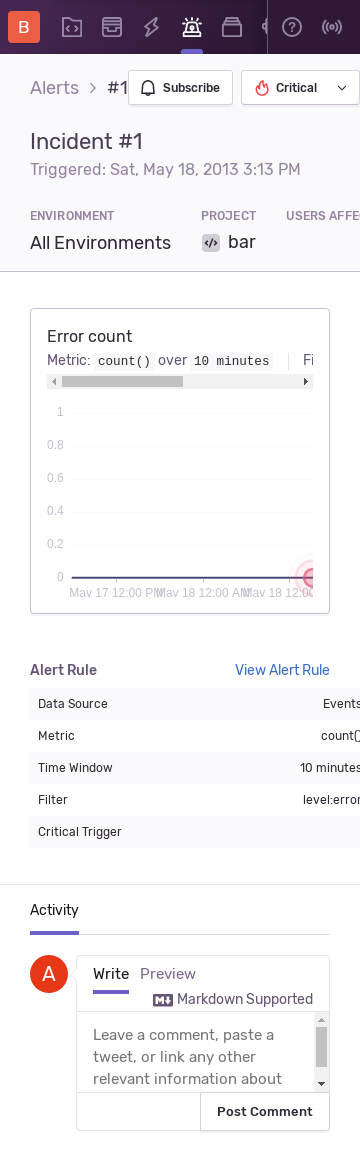 B
Alerts > #1 Subscribe Critical
Incident #1
Triggered: Sat, May 18, 2013 3:13 PM
ENVIRONMENT PROJECT USERS AFFE
All Environments bar
Error count
Metric: count() over 10 minutes Fi
1
0.8
0.6
0.4
0.2
0
May 17 12:00 PM May 18 12:00 AM May 18 12:00
Alert Rule View Alert Rule
Data Source Events
Metric count()
Time Window 10 minutes
Filter level:error
Critical Trigger
Activity
A
Write Preview
Markdown Supported
Leave a comment, paste a
tweet, or link any other
relevant information about
Post Comment